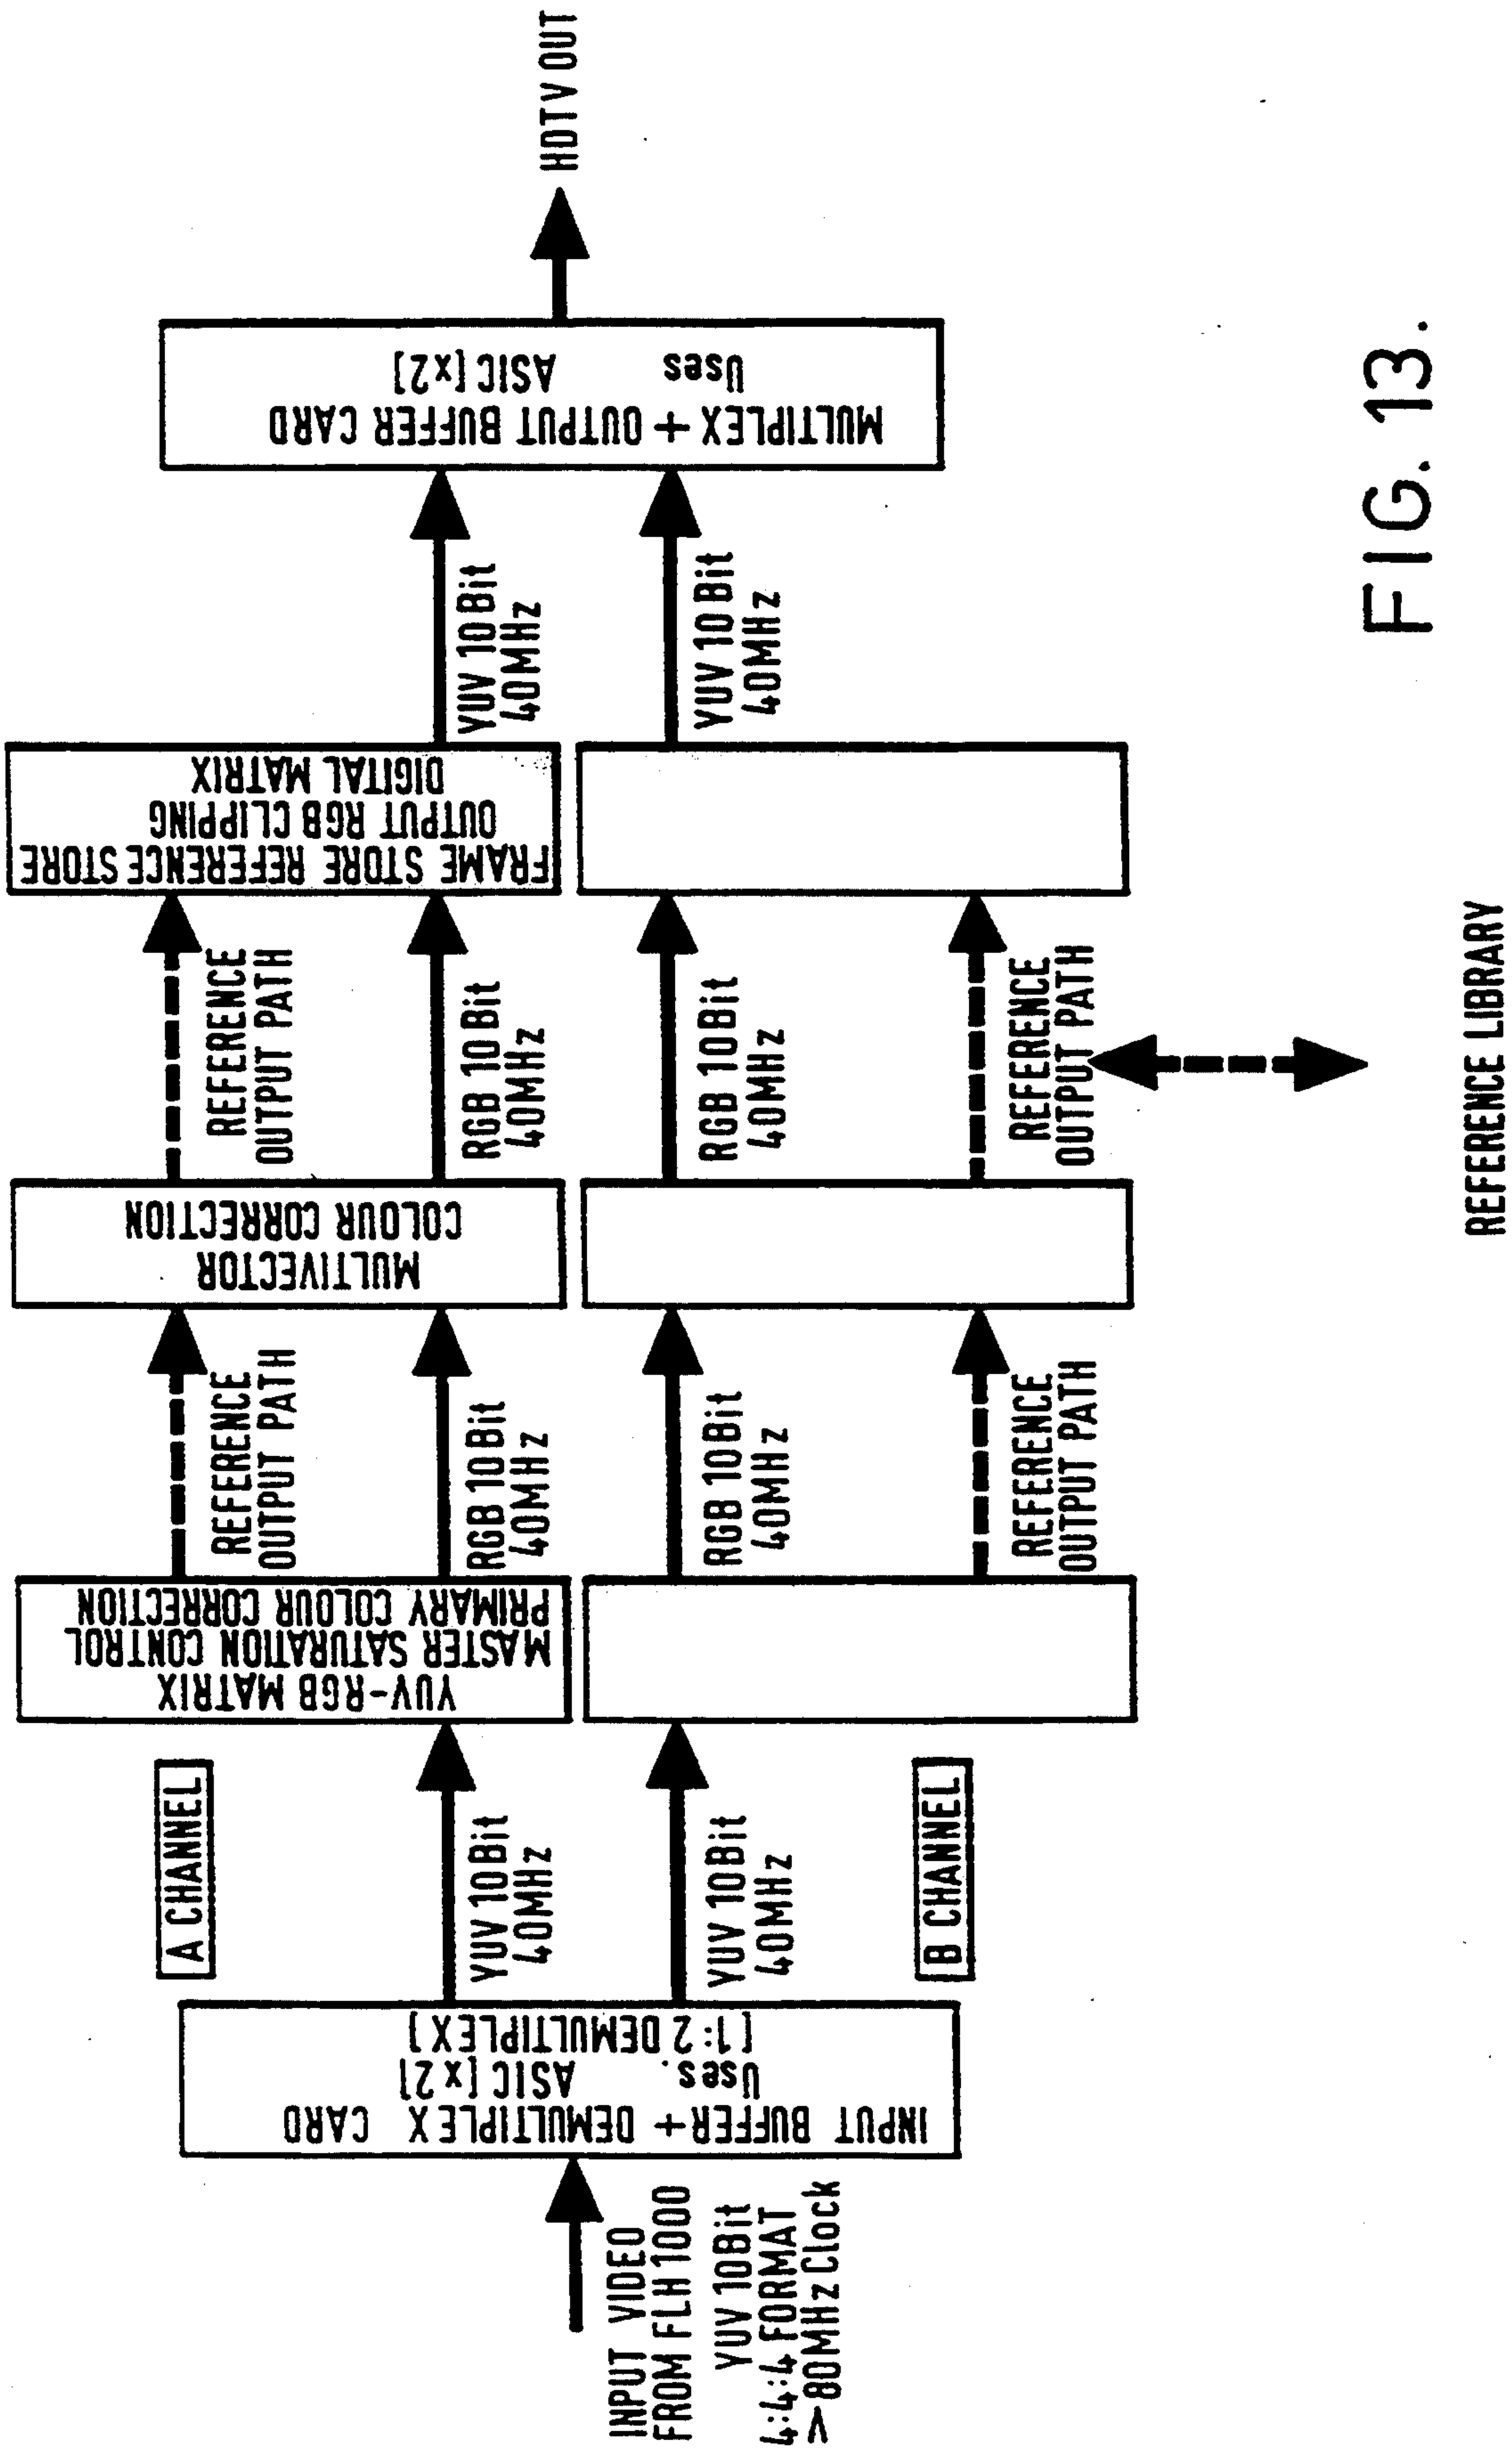 INPUT VIDEO
FROM FLH 1000
YUV 10Bit
4:4:4 FORMAT
<80MHz Clock
INPUT BUFFER + DEMULTIPLEX CARD
Uses. ASIC [x2]
[1:2 DEMULTIPLEX]
A CHANNEL
YUV 10Bit
40MHz
YUV 10Bit
40MHz
B CHANNEL
YUV-RGB MATRIX
MASTER SATURATION CONTROL
PRIMARY COLOUR CORRECTION
REFERENCE
OUTPUT PATH
RGB 10Bit
40MHz
RGB 10Bit
40MHz
REFERENCE
OUTPUT PATH
MULTIVECTOR
COLOUR CORRECTION
REFERENCE
OUTPUT PATH
RGB 10Bit
40MHz
RGB 10Bit
40MHz
REFERENCE
OUTPUT PATH
REFERENCE LIBRARY
FRAME STORE REFERENCE STORE
OUTPUT RGB CLIPPING
DIGITAL MATRIX
YUV 10Bit
40MHz
YUV 10Bit
40MHz
MULTIPLEX + OUTPUT BUFFER CARD
Uses ASIC [x2]
HDTV OUT
FIG. 13.